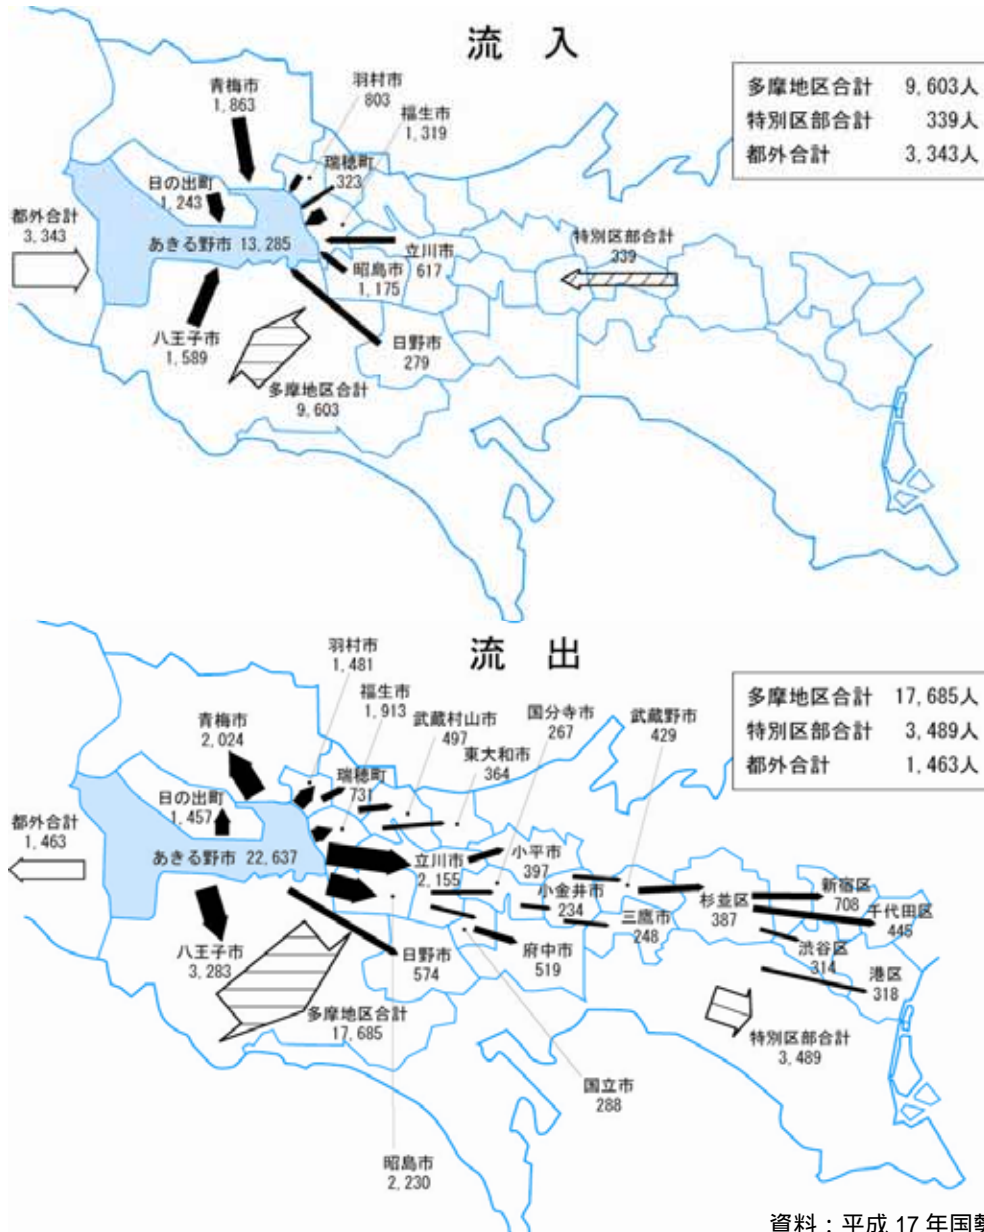 流 入
多摩地区合計 9,603人
特別区部合計 339人
都外合計 3,343人
羽村市
803
青梅市
1,863
福生市
1,319
瑞穂町
323
日の出町
1,243
都外合計
3,343
あきる野市 13,285
特別区部合計
339
立川市
617
昭島市
1,175
八王子市
1,589
日野市
279
多摩地区合計
9,603
流 出
多摩地区合計 17,685人
特別区部合計 3,489人
都外合計 1,463人
羽村市
1,481
福生市
1,913
武蔵村山市
497
国分寺市
267
武蔵野市
429
青梅市
2,024
東大和市
364
瑞穂町
731
日の出町
1,457
都外合計
1,463
あきる野市 22,637
立川市
2,155
小平市
397
小金井市
234
三鷹市
248
杉並区
387
新宿区
708
千代田区
445
渋谷区
314
港区
318
八王子市
3,283
日野市
574
府中市
519
多摩地区合計
17,685
特別区部合計
3,489
国立市
288
昭島市
2,230
資料：平成 17 年国勢